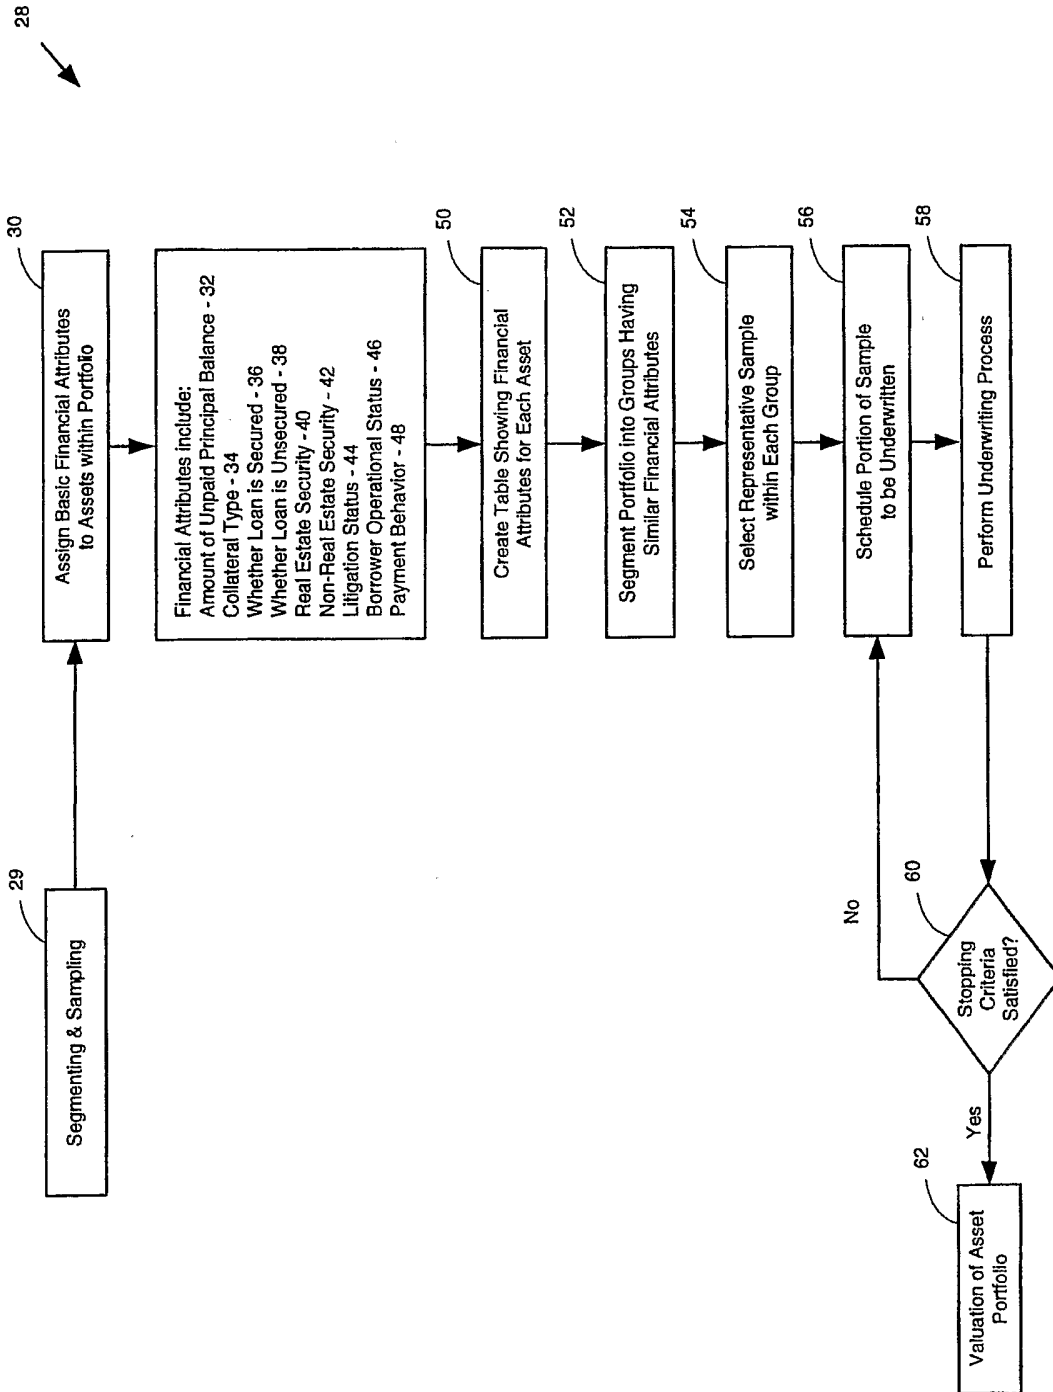 28
29
Segmenting & Sampling
30
Assign Basic Financial Attributes
to Assets within Portfolio
Financial Attributes include:
Amount of Unpaid Principal Balance - 32
Collateral Type - 34
Whether Loan is Secured - 36
Whether Loan is Unsecured - 38
Real Estate Security - 40
Non-Real Estate Security - 42
Litigation Status - 44
Borrower Operational Status - 46
Payment Behavior - 48
50
Create Table Showing Financial
Attributes for Each Asset
52
Segment Portfolio into Groups Having
Similar Financial Attributes
54
Select Representative Sample
within Each Group
56
Schedule Portion of Sample
to be Underwritten
58
Perform Underwriting Process
60
Stopping
Criteria
Satisfied?
No
Yes
62
Valuation of Asset
Portfolio